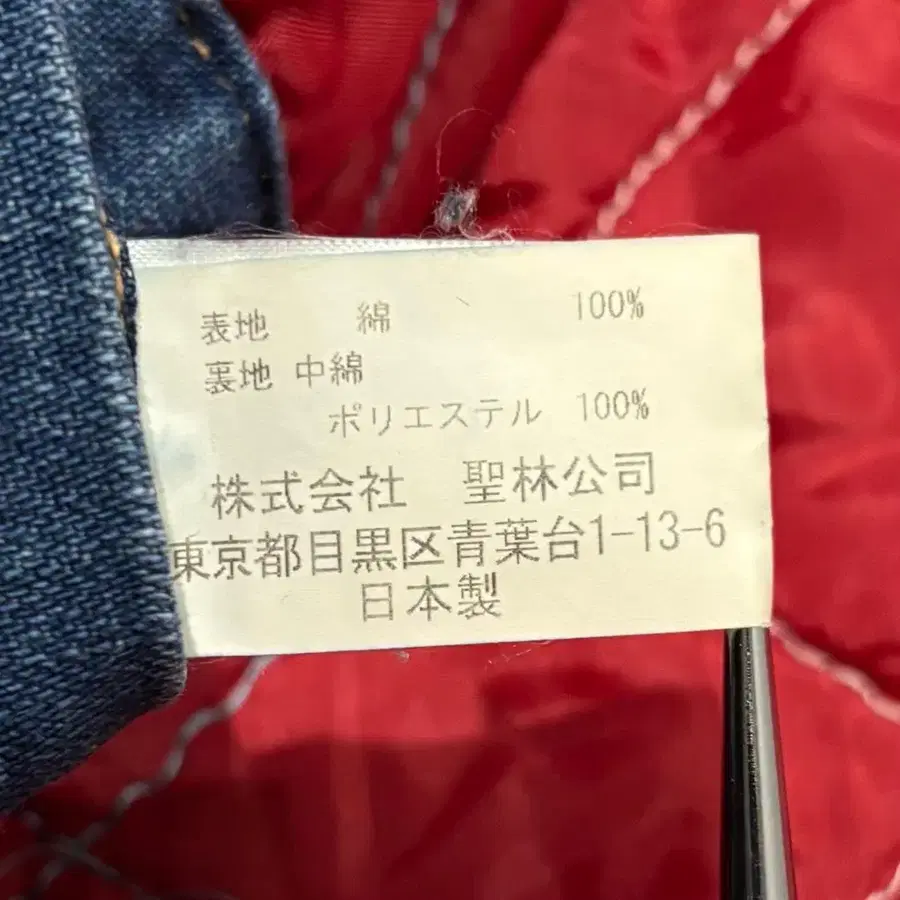 表地 綿 100%
裏地 中綿
ポリエステル 100%
株式会社 聖林公司
東京都目黒区青葉台1-13-6
日本製